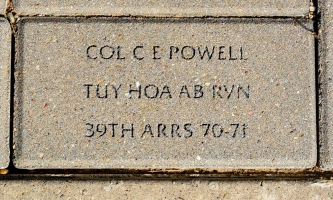 COL C E POWELL
TUY HOA AB RVN
39TH ARRS 70-71